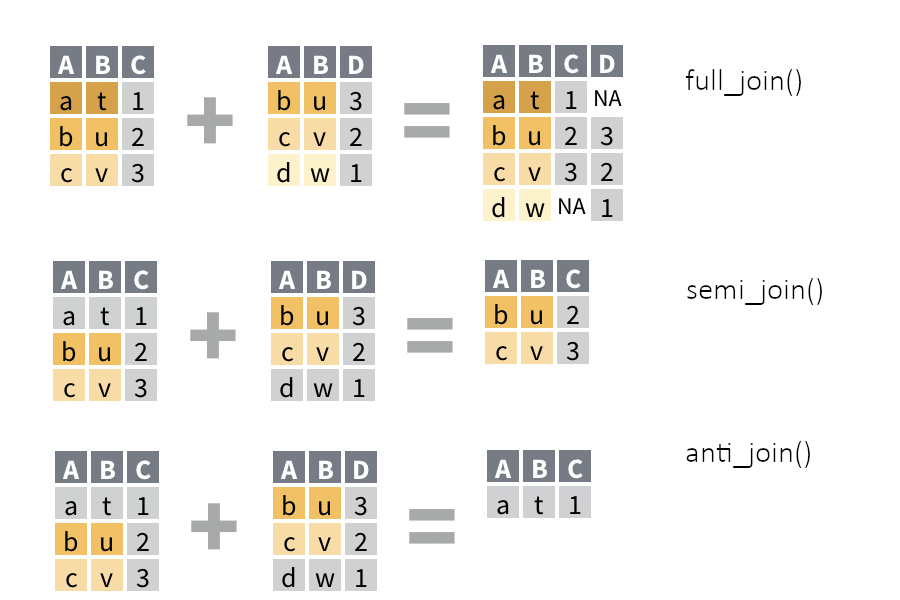 A B C A B D A B C D
a t 1 b u 3 a t 1 NA full_join()
b u 2 + c v 2 = b u 2 3
c v 3 d w 1 c v 3 2
d w NA 1
A B C A B D A B C
a t 1 b u 3 b u 2 semi_join()
b u 2 + c v 2 = c v 3
c v 3 d w 1
A B C A B D A B C anti_join()
a t 1 b u 3 a t 1
b u 2 + c v 2 =
c v 3 d w 1